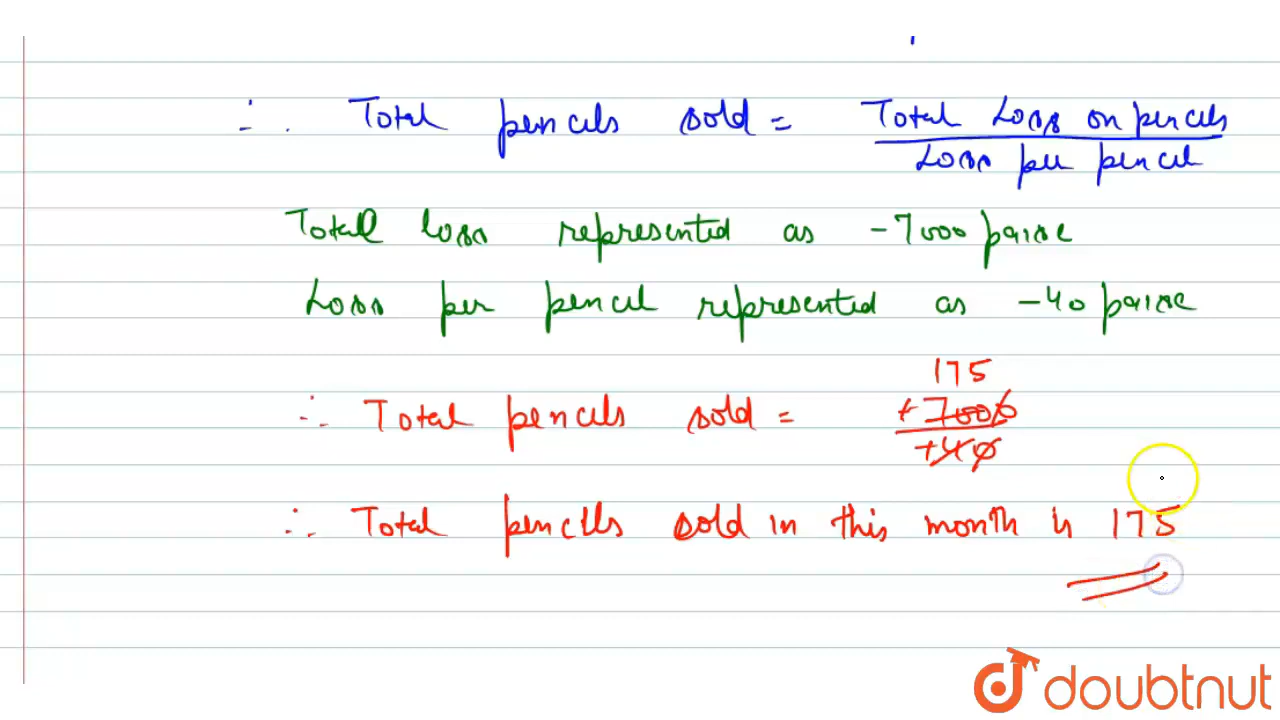 ∴ Total pencils sold = Total Loss on pencils
Loss per pencil
Total loss represented as -7000 paise
Loss per pencil represented as -40 paise
175
∴ Total pencils sold = +7000
+40
∴ Total pencils sold in this month is 175
doubtnut